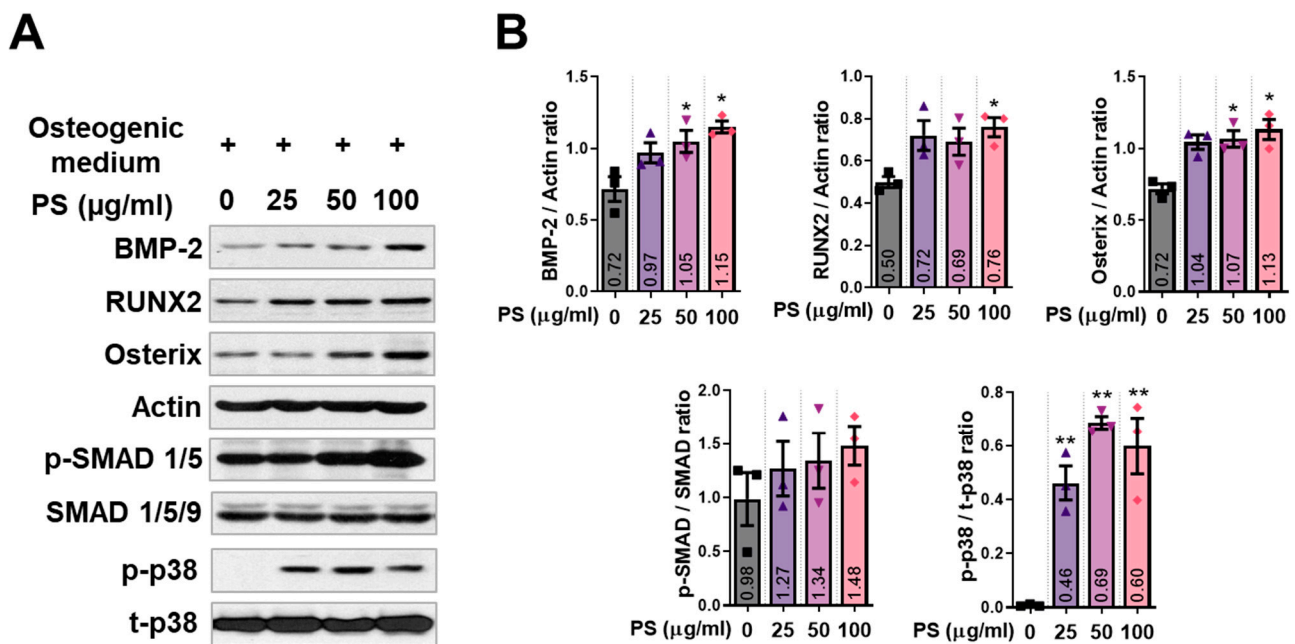 A
Osteogenic
medium
+ + + +
PS (μg/ml) 0 25 50 100
BMP-2
RUNX2
Osterix
Actin
p-SMAD 1/5
SMAD 1/5/9
p-p38
t-p38
B
BMP-2 / Actin ratio
1.5
1.0
0.5
0.0
* *
0.72 0.97 1.05 1.15
PS (μg/ml) 0 25 50 100
RUNX2 / Actin ratio
1.0
0.8
0.6
0.4
0.2
0.0
*
0.50 0.72 0.69 0.76
PS (μg/ml) 0 25 50 100
Osterix / Actin ratio
1.5
1.0
0.5
0.0
* *
0.72 1.04 1.07 1.13
PS (μg/ml) 0 25 50 100
p-SMAD / SMAD ratio
2.0
1.5
1.0
0.5
0.0
0.98 1.27 1.34 1.48
PS (μg/ml) 0 25 50 100
p-p38 / t-p38 ratio
0.8
0.6
0.4
0.2
0.0
** ** **
0.46 0.69 0.60
PS (μg/ml) 0 25 50 100